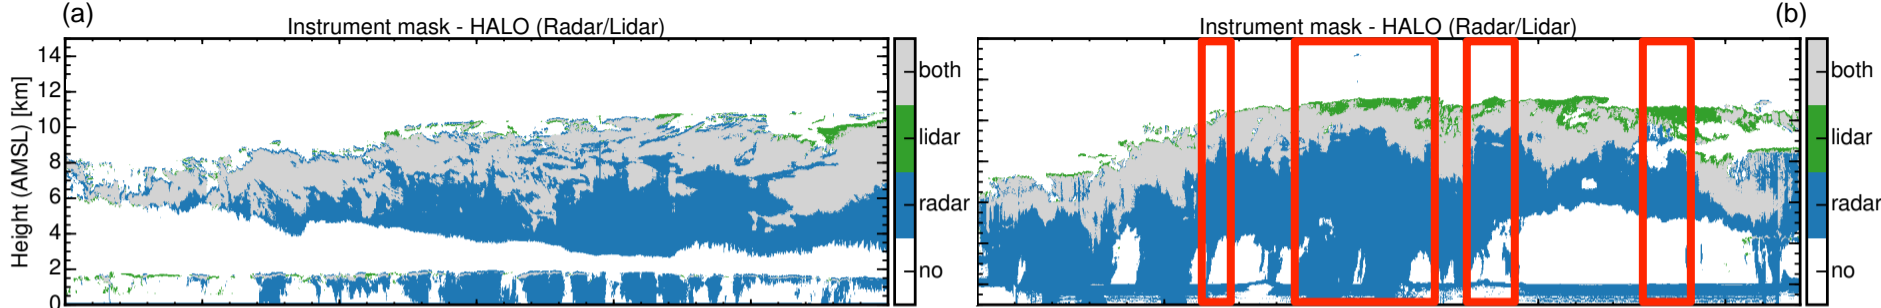 (a)
Instrument mask - HALO (Radar/Lidar)
14
12
10
8
6
4
2
0
Height (AMSL) [km]
both
lidar
radar
no
(b)
Instrument mask - HALO (Radar/Lidar)
both
lidar
radar
no